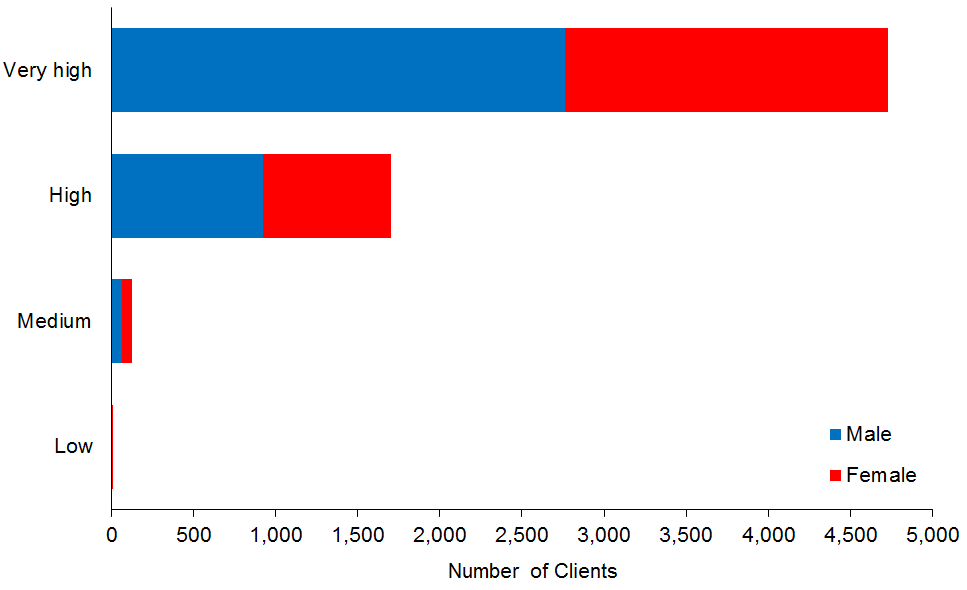 Very high
High
Medium
Low
Male
Female
0 500 1,000 1,500 2,000 2,500 3,000 3,500 4,000 4,500 5,000
Number of Clients